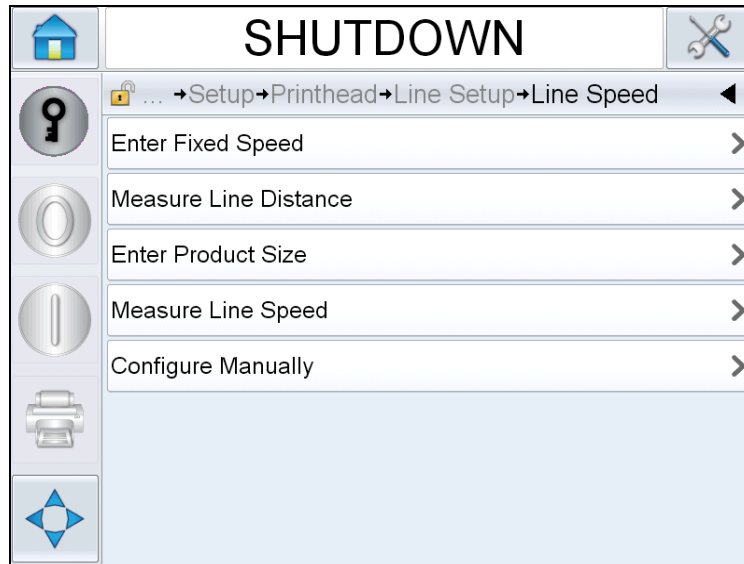 SHUTDOWN
... →Setup→Printhead→Line Setup→Line Speed
Enter Fixed Speed
Measure Line Distance
Enter Product Size
Measure Line Speed
Configure Manually